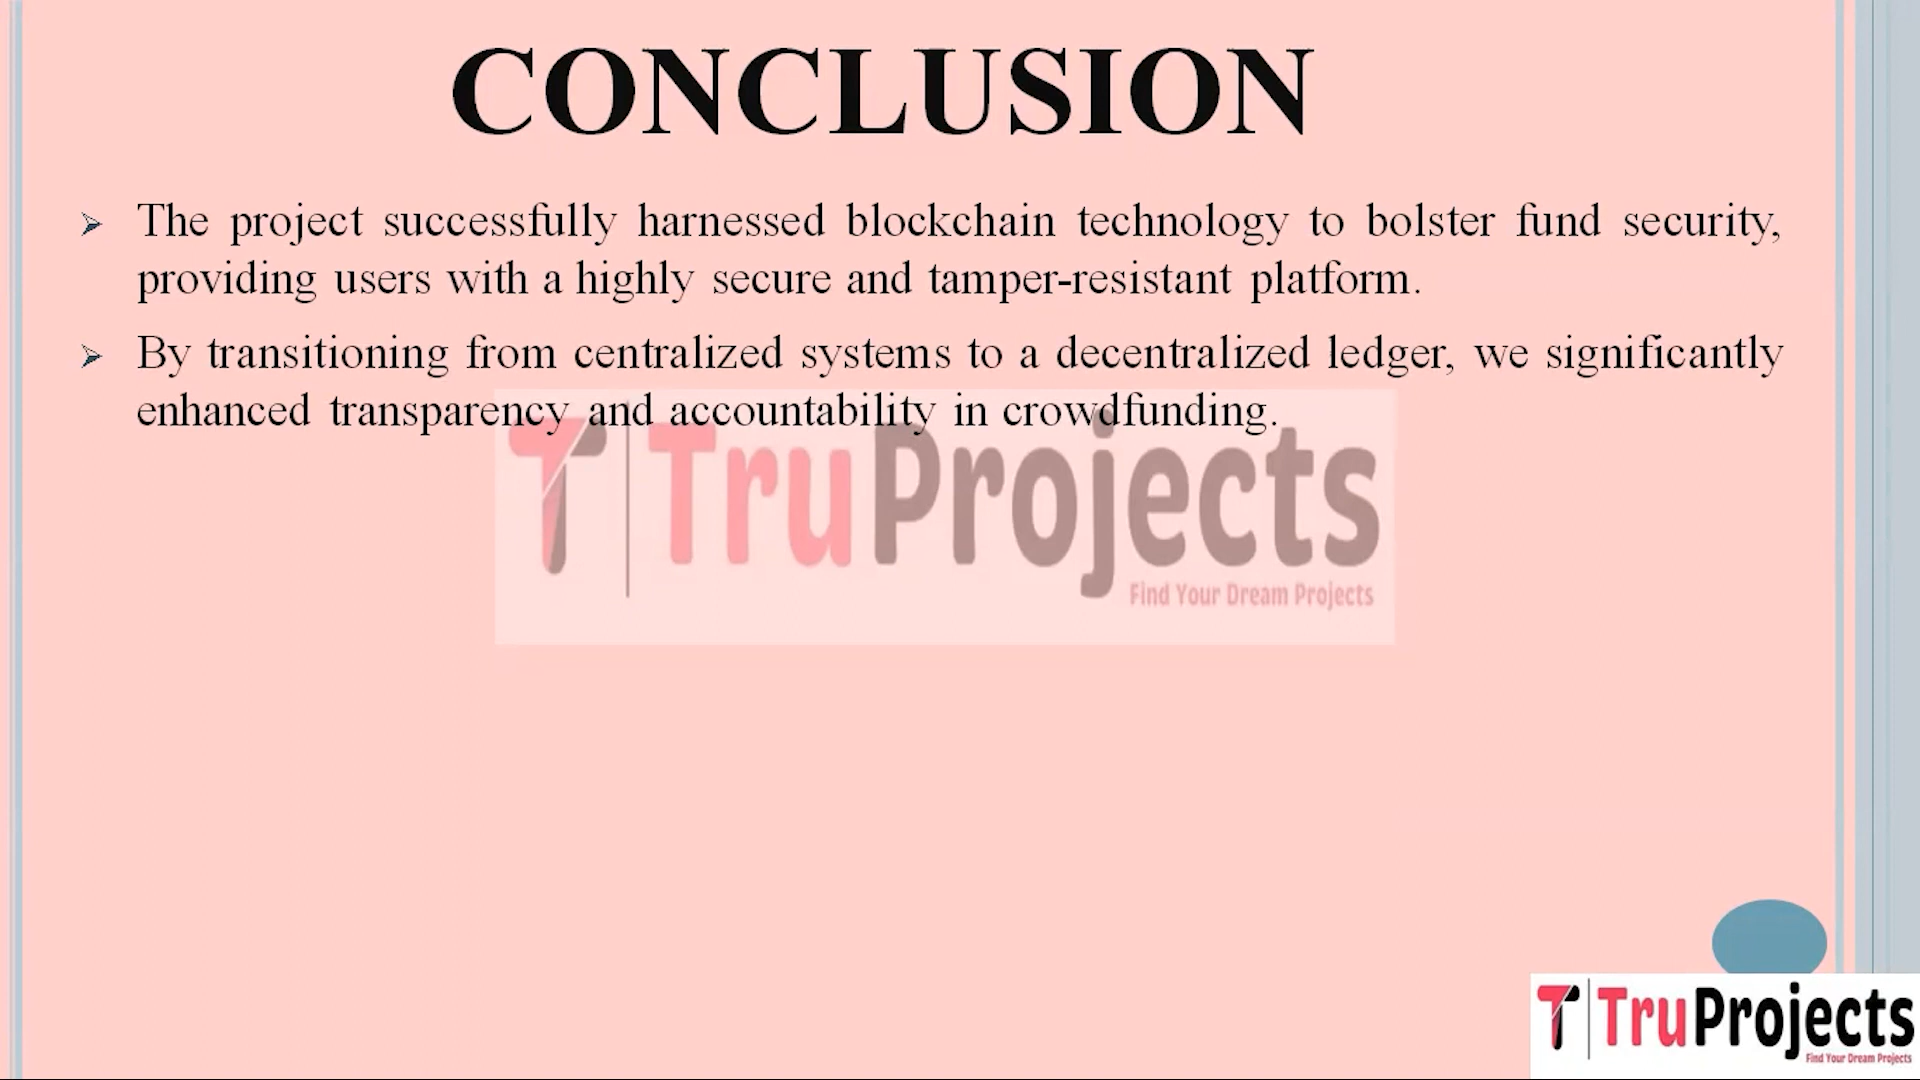 CONCLUSION
➢ The project successfully harnessed blockchain technology to bolster fund security,
providing users with a highly secure and tamper-resistant platform.
➢ By transitioning from centralized systems to a decentralized ledger, we significantly
enhanced transparency and accountability in crowdfunding.
TruProjects
Find Your Dream Projects
TruProjects
Find Your Dream Projects